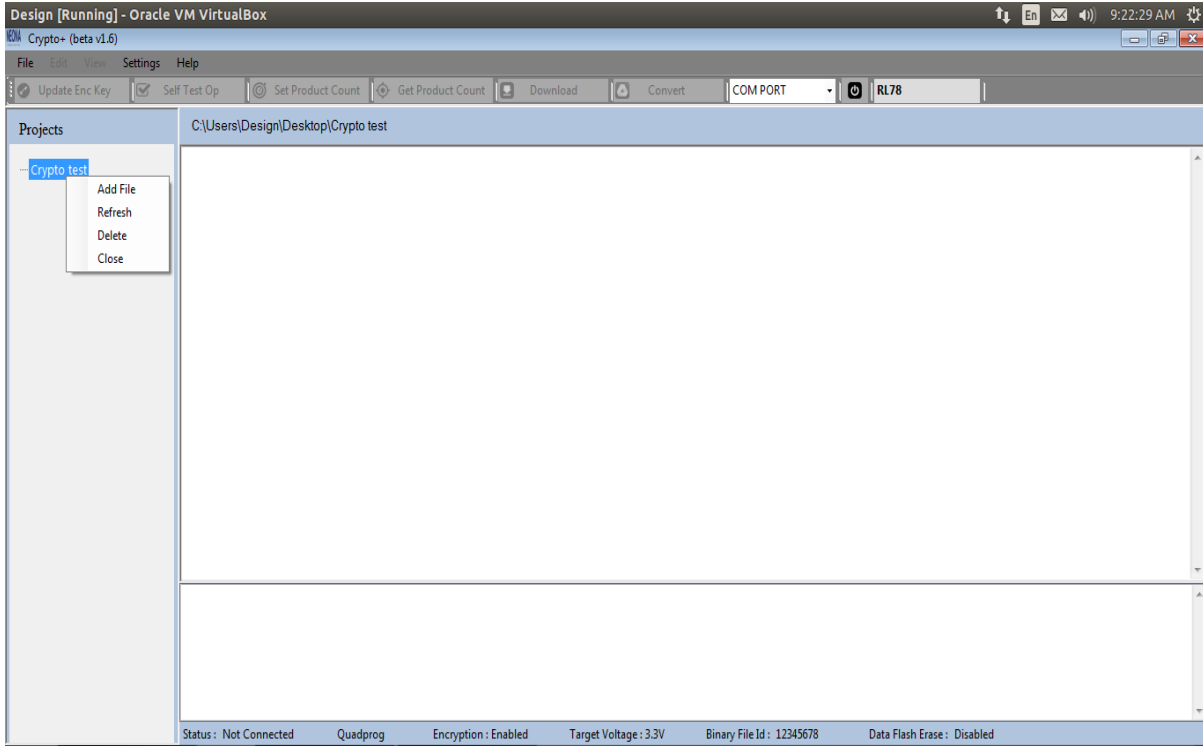 Design [Running] - Oracle VM VirtualBox En 9:22:29 AM
NEONA Crypto+ (beta v1.6)
File Edit View Settings Help
Update Enc Key Self Test Op Set Product Count Get Product Count Download Convert COM PORT RL78
Projects C:\Users\Design\Desktop\Crypto test
Crypto test
Add File
Refresh
Delete
Close
Status : Not Connected Quadprog Encryption : Enabled Target Voltage : 3.3V Binary File Id : 12345678 Data Flash Erase : Disabled